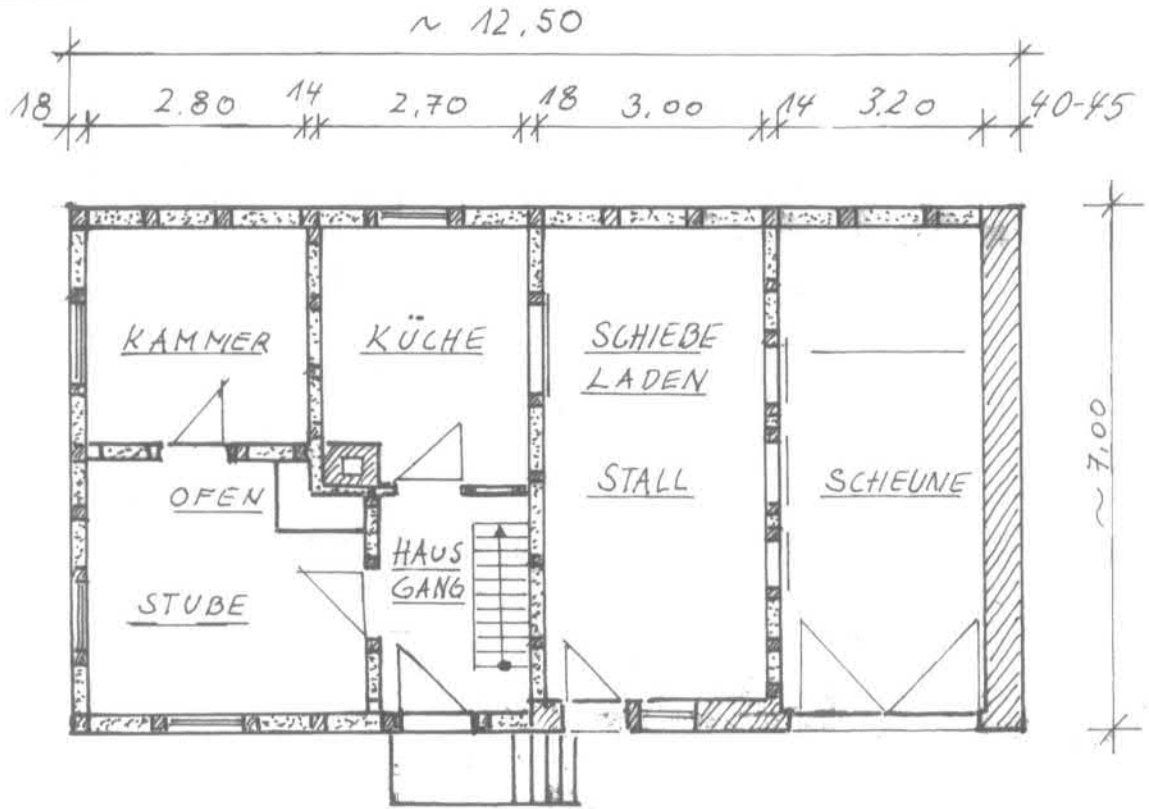 ~ 12,50
18 2.80 14 2,70 18 3,00 14 3.20 40-45
KAMMER KÜCHE SCHIEBE
LADEN
~ 7,00
OFEN STALL SCHEUNE
HAUS
GANG
STUBE